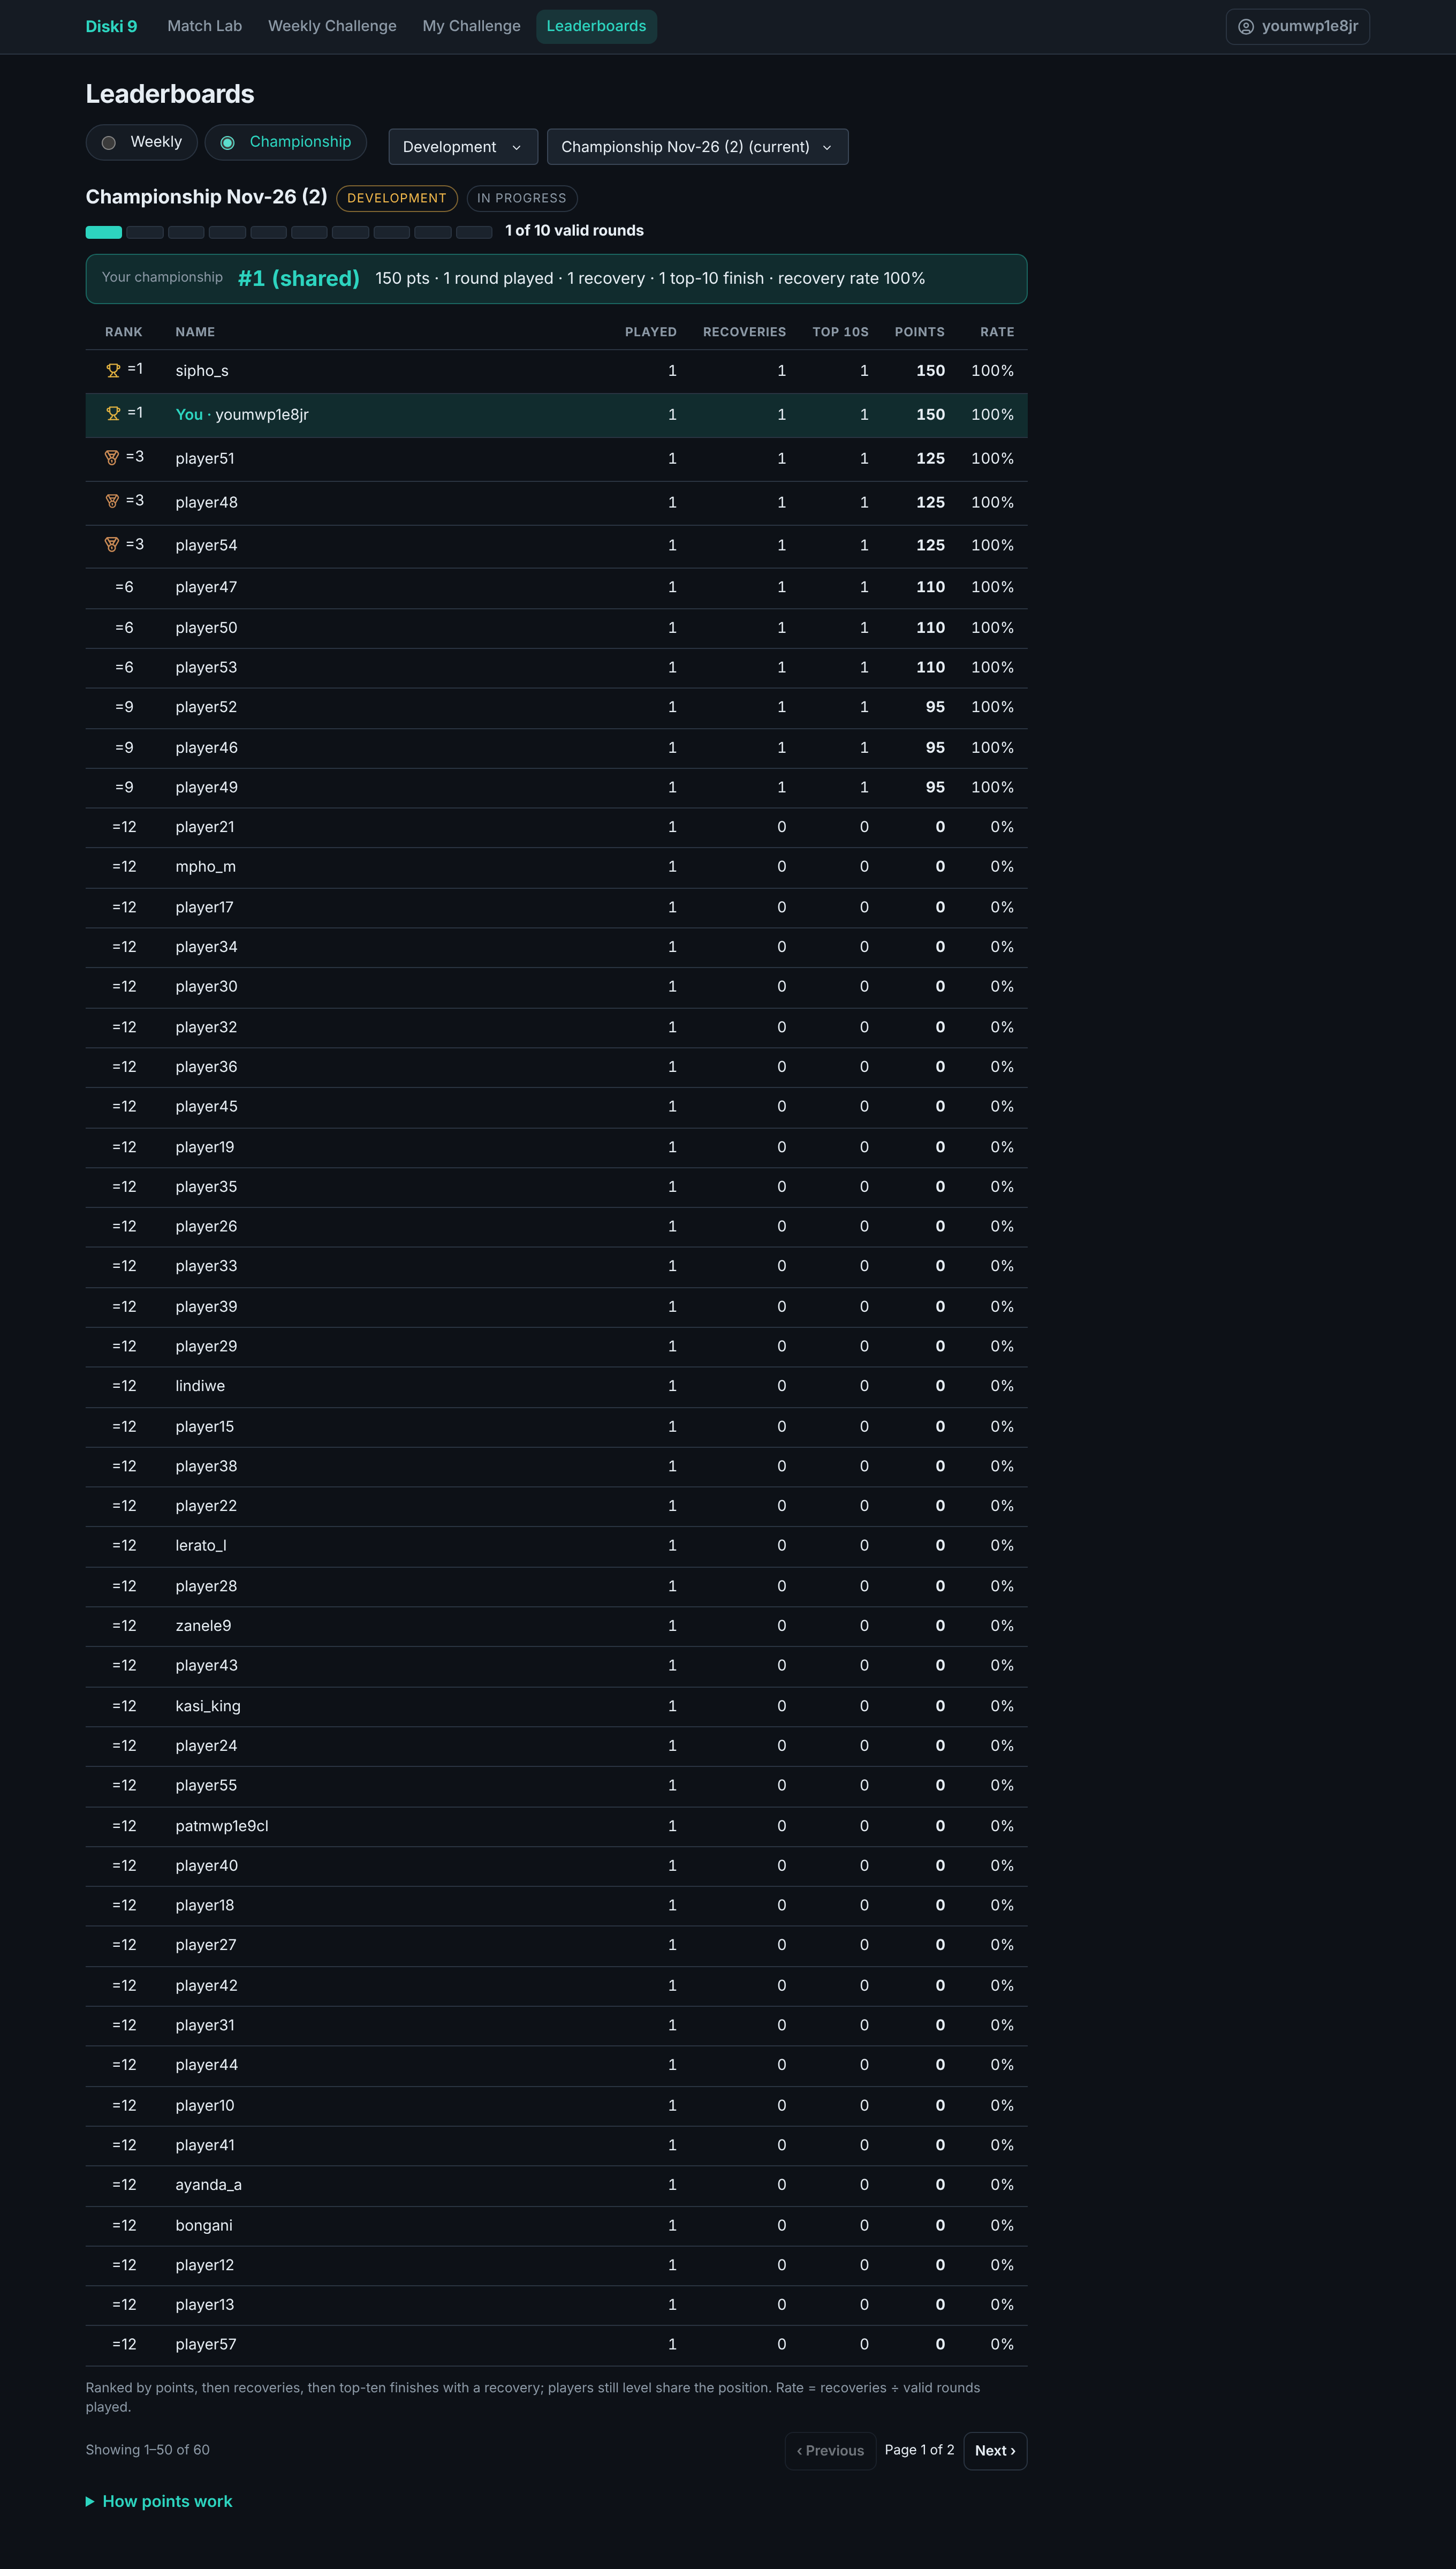 Diski 9 Match Lab Weekly Challenge My Challenge Leaderboards youmwp1e8jr
Leaderboards
Weekly Championship Development Championship Nov-26 (2) (current)
Championship Nov-26 (2) DEVELOPMENT IN PROGRESS
1 of 10 valid rounds
Your championship #1 (shared) 150 pts · 1 round played · 1 recovery · 1 top-10 finish · recovery rate 100%
RANK NAME PLAYED RECOVERIES TOP 10S POINTS RATE
=1 sipho_s 1 1 1 150 100%
=1 You · youmwp1e8jr 1 1 1 150 100%
=3 player51 1 1 1 125 100%
=3 player48 1 1 1 125 100%
=3 player54 1 1 1 125 100%
=6 player47 1 1 1 110 100%
=6 player50 1 1 1 110 100%
=6 player53 1 1 1 110 100%
=9 player52 1 1 1 95 100%
=9 player46 1 1 1 95 100%
=9 player49 1 1 1 95 100%
=12 player21 1 0 0 0 0%
=12 mpho_m 1 0 0 0 0%
=12 player17 1 0 0 0 0%
=12 player34 1 0 0 0 0%
=12 player30 1 0 0 0 0%
=12 player32 1 0 0 0 0%
=12 player36 1 0 0 0 0%
=12 player45 1 0 0 0 0%
=12 player19 1 0 0 0 0%
=12 player35 1 0 0 0 0%
=12 player26 1 0 0 0 0%
=12 player33 1 0 0 0 0%
=12 player39 1 0 0 0 0%
=12 player29 1 0 0 0 0%
=12 lindiwe 1 0 0 0 0%
=12 player15 1 0 0 0 0%
=12 player38 1 0 0 0 0%
=12 player22 1 0 0 0 0%
=12 lerato_l 1 0 0 0 0%
=12 player28 1 0 0 0 0%
=12 zanele9 1 0 0 0 0%
=12 player43 1 0 0 0 0%
=12 kasi_king 1 0 0 0 0%
=12 player24 1 0 0 0 0%
=12 player55 1 0 0 0 0%
=12 patmwp1e9cl 1 0 0 0 0%
=12 player40 1 0 0 0 0%
=12 player18 1 0 0 0 0%
=12 player27 1 0 0 0 0%
=12 player42 1 0 0 0 0%
=12 player31 1 0 0 0 0%
=12 player44 1 0 0 0 0%
=12 player10 1 0 0 0 0%
=12 player41 1 0 0 0 0%
=12 ayanda_a 1 0 0 0 0%
=12 bongani 1 0 0 0 0%
=12 player12 1 0 0 0 0%
=12 player13 1 0 0 0 0%
=12 player57 1 0 0 0 0%
Ranked by points, then recoveries, then top-ten finishes with a recovery; players still level share the position. Rate = recoveries ÷ valid rounds
played.
Showing 1–50 of 60 ‹ Previous Page 1 of 2 Next ›
How points work